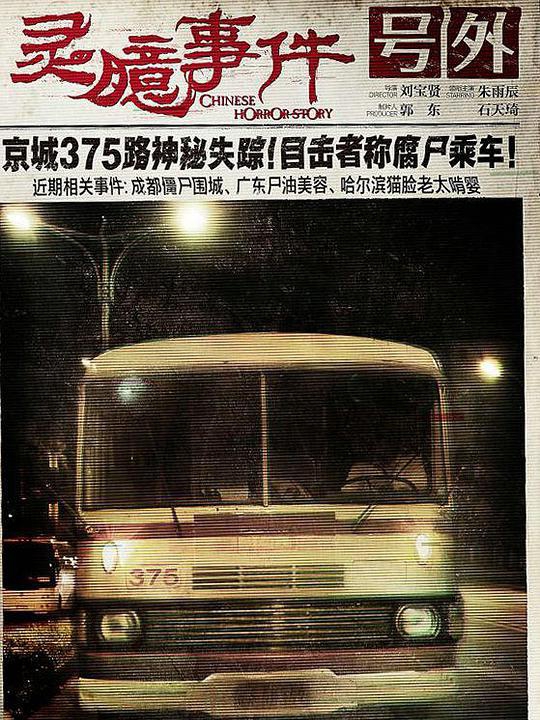 灵臆事件
CHINESE
HORROR STORY
号外
导演 刘宝贤 领衔主演 朱雨辰
DIRECTOR STARRING
制片人 郭 东 石天琦
PRODUCER
京城375路神秘失踪!目击者称腐尸乘车!
近期相关事件:成都僵尸围城、广东尸油美容、哈尔滨猫脸老太啃婴
375